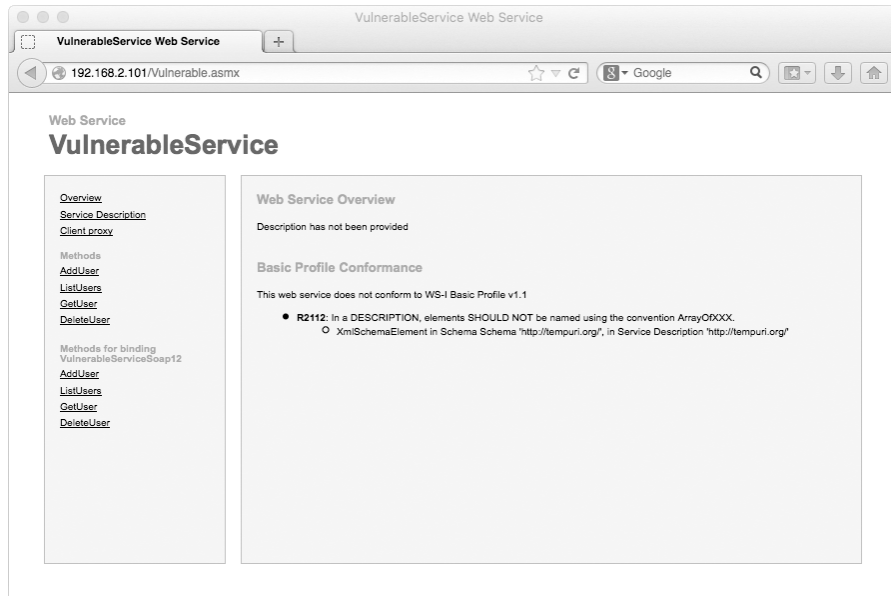 VulnerableService Web Service
VulnerableService Web Service
192.168.2.101/Vulnerable.asmx
Google
Web Service
VulnerableService
Overview
Service Description
Client proxy
Methods
AddUser
ListUsers
GetUser
DeleteUser
Methods for binding
VulnerableServiceSoap12
AddUser
ListUsers
GetUser
DeleteUser
Web Service Overview
Description has not been provided
Basic Profile Conformance
This web service does not conform to WS-I Basic Profile v1.1
R2112: In a DESCRIPTION, elements SHOULD NOT be named using the convention ArrayOfXXX.
XmlSchemaElement in Schema Schema 'http://tempuri.org/', in Service Description 'http://tempuri.org/'